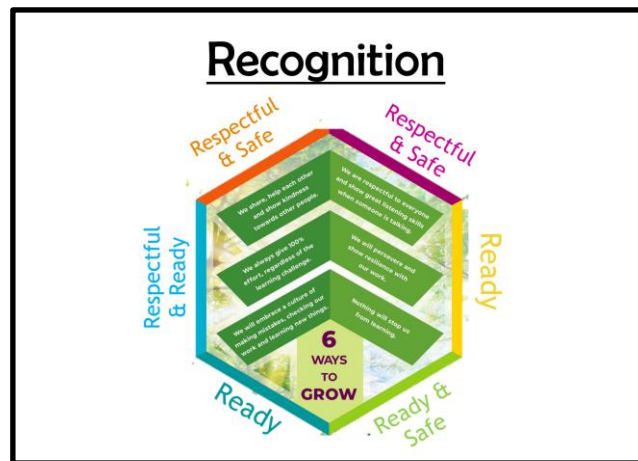 Recognition
Respectful
& Safe
Respectful
& Safe
We share, help each other
and show kindness
towards other people.
We are respectful to everyone
and show great listening skills
when someone is talking.
Respectful
& Ready
We always give 100%
effort, regardless of the
learning challenge.
We will persevere and
show resilience with
our work.
Ready
We will embrace a culture of
making mistakes, checking our
work and learning new things.
Nothing will stop us
from learning.
6
WAYS
TO
GROW
Ready
Ready &
Safe